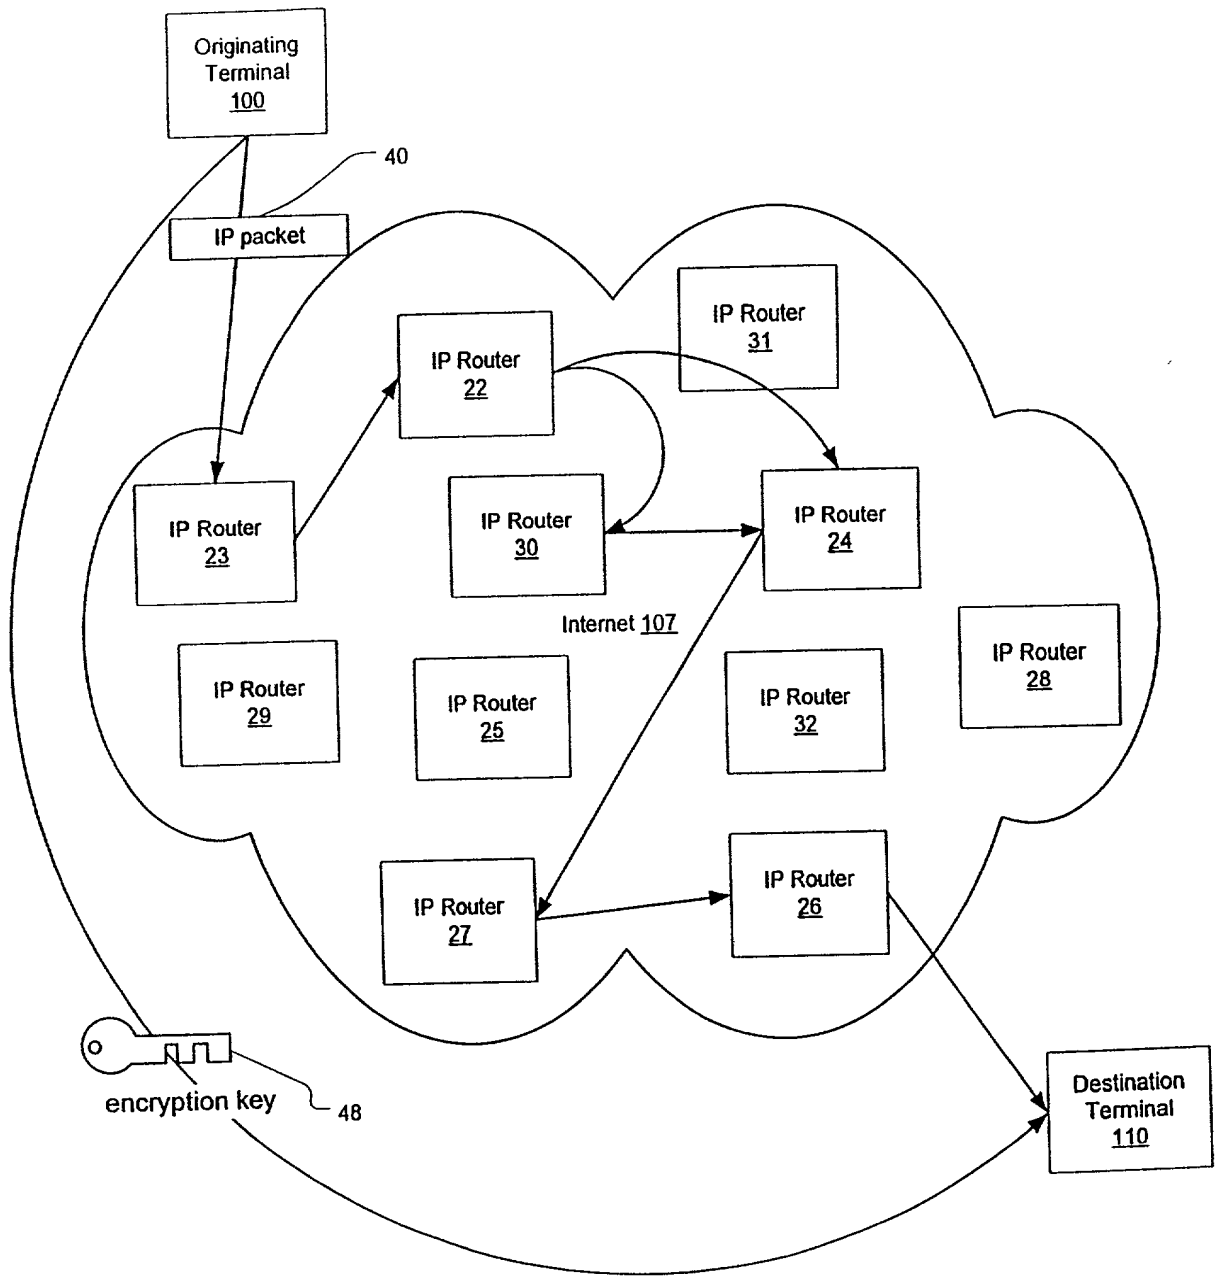 Originating
Terminal
100
40
IP packet
IP Router
31
IP Router
22
IP Router
23
IP Router
30
IP Router
24
Internet 107
IP Router
28
IP Router
29
IP Router
25
IP Router
32
IP Router
27
IP Router
26
encryption key
48
Destination
Terminal
110